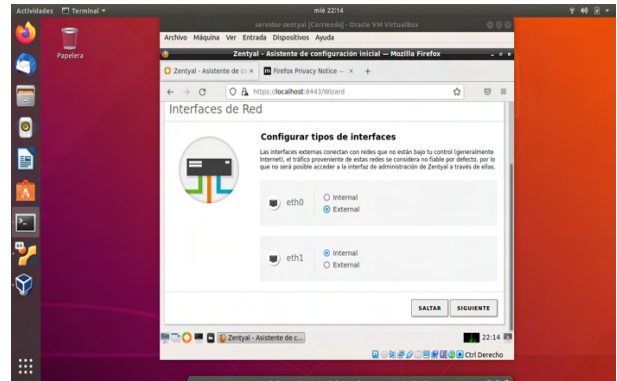 Actividades Terminal ▾ mié 22:14
servidor-zentyal [Corriendo] - Oracle VM VirtualBox
Archivo Máquina Ver Entrada Dispositivos Ayuda
Zentyal - Asistente de configuración inicial — Mozilla Firefox
Zentyal - Asistente de co × Firefox Privacy Notice — × +
https://localhost:8443/Wizard
Interfaces de Red
Configurar tipos de interfaces
Las interfaces externas conectan con redes que no están bajo tu control (generalmente
Internet), el tráfico proveniente de estas redes se considera no fiable por defecto, por lo
que no será posible acceder a la interfaz de administración de Zentyal a través de ellas.
eth0
Internal
External
eth1
Internal
External
SALTAR SIGUIENTE
Zentyal - Asistente de c... 22:14
Ctrl Derecho
Papelera